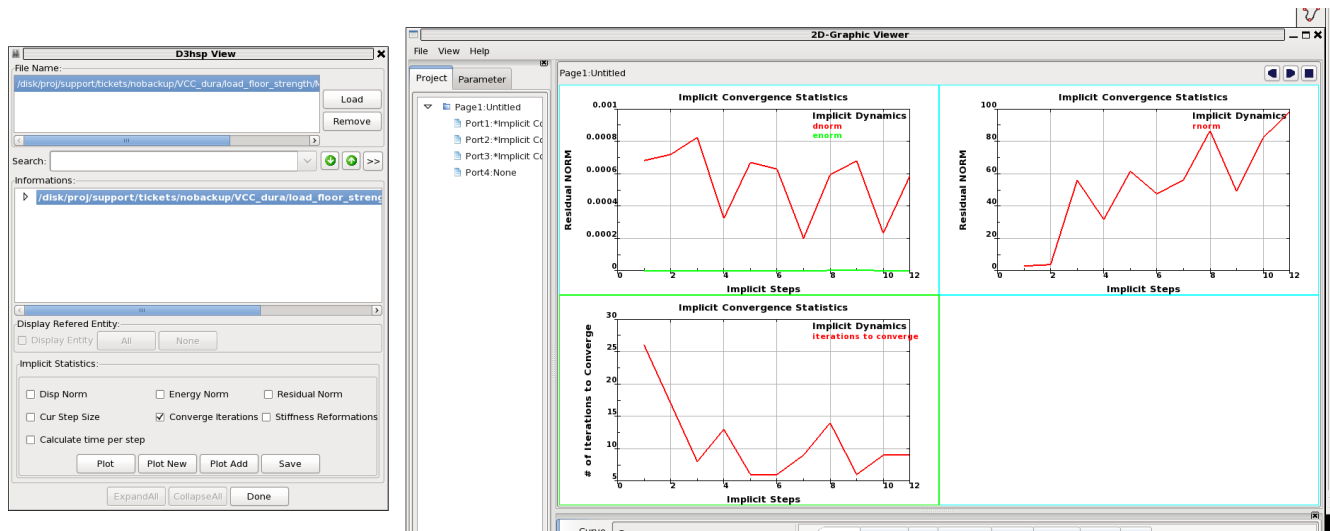 D3hsp View
File Name:
/disk/proj/support/tickets/nobackup/VCC_dura/load_floor_strength/
Load
Remove
Search:
>>
Informations:
/disk/proj/support/tickets/nobackup/VCC_dura/load_floor_streng
Display Refered Entity:
Display Entity All None
Implicit Statistics:
Disp Norm Energy Norm Residual Norm
Cur Step Size Converge Iterations Stiffness Reformations
Calculate time per step
Plot Plot New Plot Add Save
ExpandAll CollapseAll Done
2D-Graphic Viewer
File View Help
Project Parameter
Page1:Untitled
Port1:*Implicit Co
Port2:*Implicit Co
Port3:*Implicit Co
Port4:None
Page1:Untitled
Implicit Convergence Statistics
Implicit Dynamics
dnorm
enorm
Residual NORM
0.001
0.0008
0.0006
0.0004
0.0002
0
0 2 4 6 8 10 12
Implicit Steps
Implicit Convergence Statistics
Implicit Dynamics
rnorm
Residual NORM
100
80
60
40
20
0
0 2 4 6 8 10 12
Implicit Steps
Implicit Convergence Statistics
Implicit Dynamics
iterations to converge
# of Iterations to Converge
30
25
20
15
10
5
0 2 4 6 8 10 12
Implicit Steps